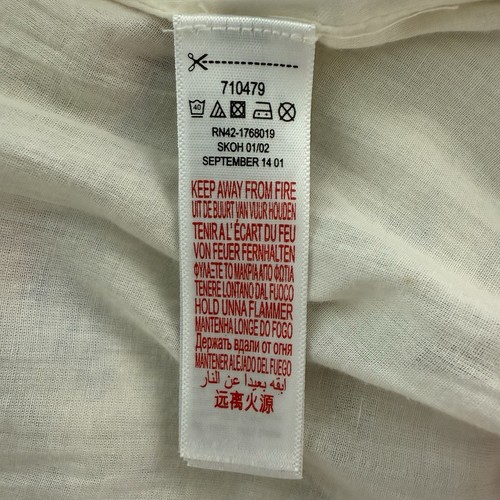 710479
40
RN42-1768019
SKOH 01/02
SEPTEMBER 14 01
KEEP AWAY FROM FIRE
UIT DE BUURT VAN VUUR HOUDEN
TENIR A L'ÉCART DU FEU
VON FEUER FERNHALTEN
ΦΥΛΑΞΤΕ ΤΟ ΜΑΚΡΙΑ ΑΠΟ ΦΩΤΙΑ
TENERE LONTANO DAL FUOCO
HOLD UNNA FLAMMER
MANTENHA LONGE DO FOGO
Держать вдали от огня
MANTENER ALEJADO DEL FUEGO
ابقه بعيدا عن النار
远离火源